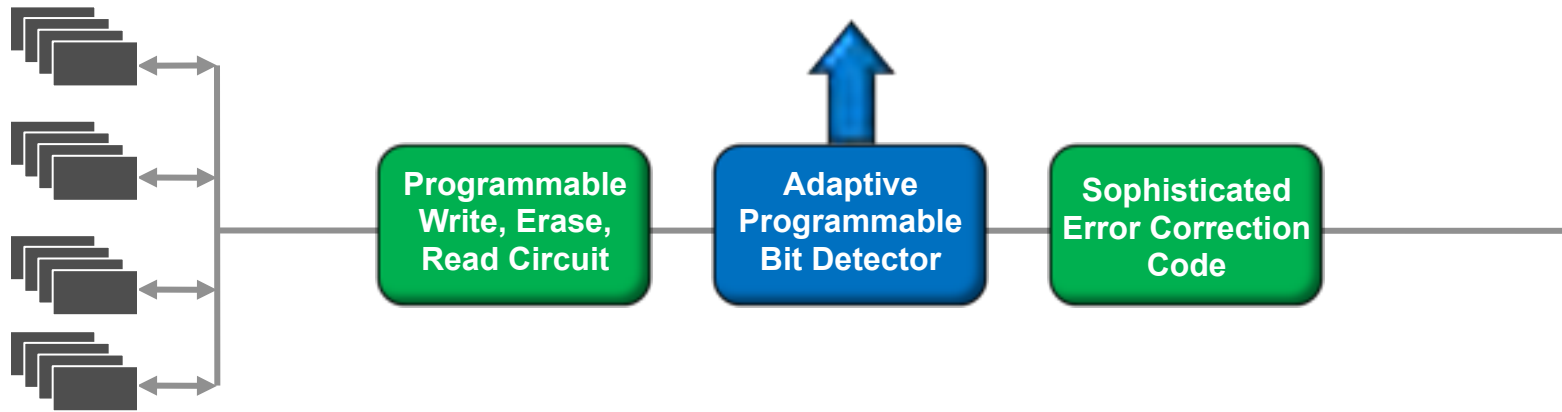 Programmable
Write, Erase,
Read Circuit
Adaptive
Programmable
Bit Detector
Sophisticated
Error Correction
Code